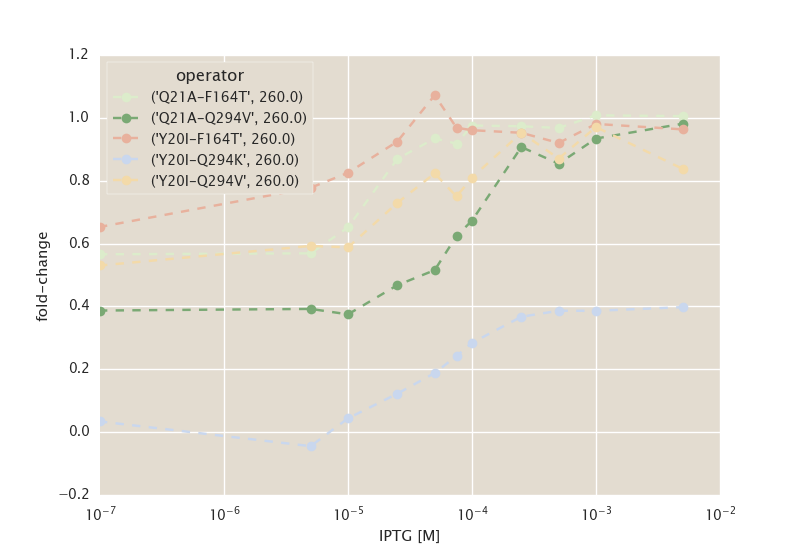 1.2
1.0
0.8
0.6
0.4
0.2
0.0
−0.2
fold−change
operator
('Q21A−F164T', 260.0)
('Q21A−Q294V', 260.0)
('Y20I−F164T', 260.0)
('Y20I−Q294K', 260.0)
('Y20I−Q294V', 260.0)
10⁻⁷ 10⁻⁶ 10⁻⁵ 10⁻⁴ 10⁻³ 10⁻²
IPTG [M]